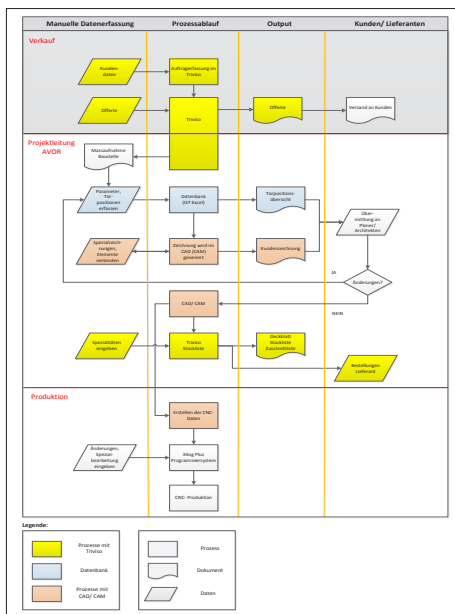 Manuelle Datenerfassung
Prozessablauf
Output
Kunden/ Lieferanten
Verkauf
Kunden-
daten
Auftragerfassung im
Triviso
Offerte
Triviso
Offerte
Versand an Kunden
Projektleitung
AVOR
Massaufnahme
Baustelle
Parameter,
Tür-
positionen
erfassen
Datenbank
(IGT Excel)
Türpositions-
übersicht
Über-
mittlung an
Planer/
Architekten
Spezialzeich-
nungen,
Elemente
verbinden
Zeichnung wird im
CAD (CAM)
generiert
Kundenzeichnung
JA
Änderungen?
CAD/ CAM
NEIN
Spezialitäten
eingeben
Triviso
Stückliste
Deckblatt
Stückliste
Zuschnittliste
Bestellungen
Lieferant
Produktion
Erstellen der CNC-
Daten
Änderungen,
Spezial-
bearbeitung
eingeben
Xilog Plus
Programmiersystem
CNC- Produktion
Legende:
Prozesse mit
Triviso
Prozess
Datenbank
Dokument
Prozesse mit
CAD/ CAM
Daten